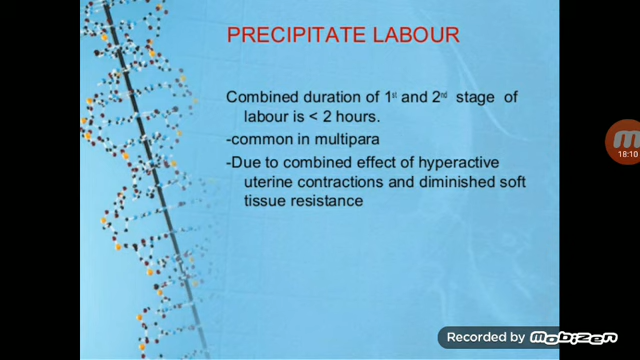 PRECIPITATE LABOUR
Combined duration of 1st and 2nd stage of
labour is < 2 hours.
-common in multipara
-Due to combined effect of hyperactive
uterine contractions and diminished soft
tissue resistance
18:10
Recorded by mobizen